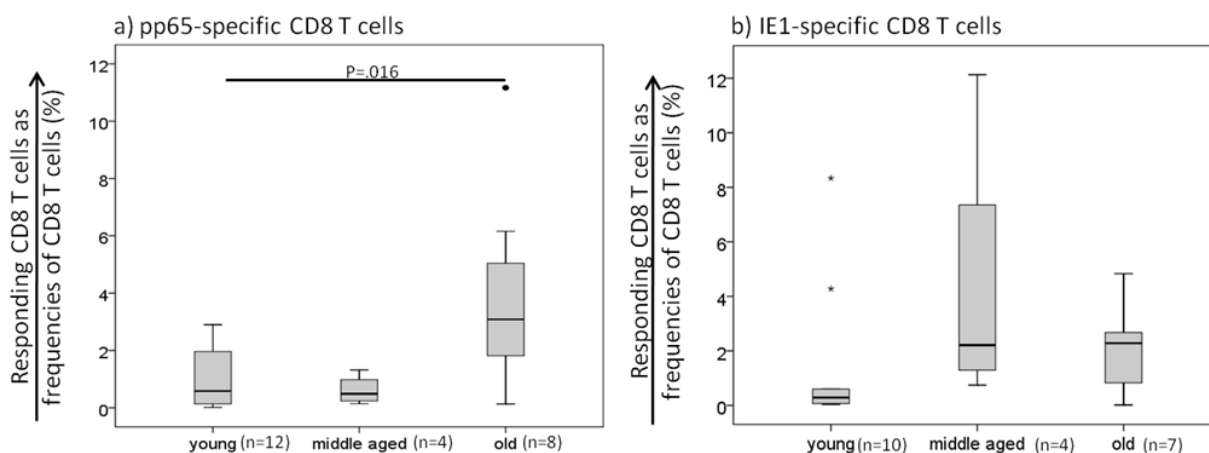 a) pp65-specific CD8 T cells
Responding CD8 T cells as
frequencies of CD8 T cells (%)
12
10
8
6
4
2
0
P=.016
young (n=12) middle aged (n=4) old (n=8)
b) IE1-specific CD8 T cells
Responding CD8 T cells as
frequencies of CD8 T cells (%)
12
10
8
6
4
2
0
young (n=10) middle aged (n=4) old (n=7)